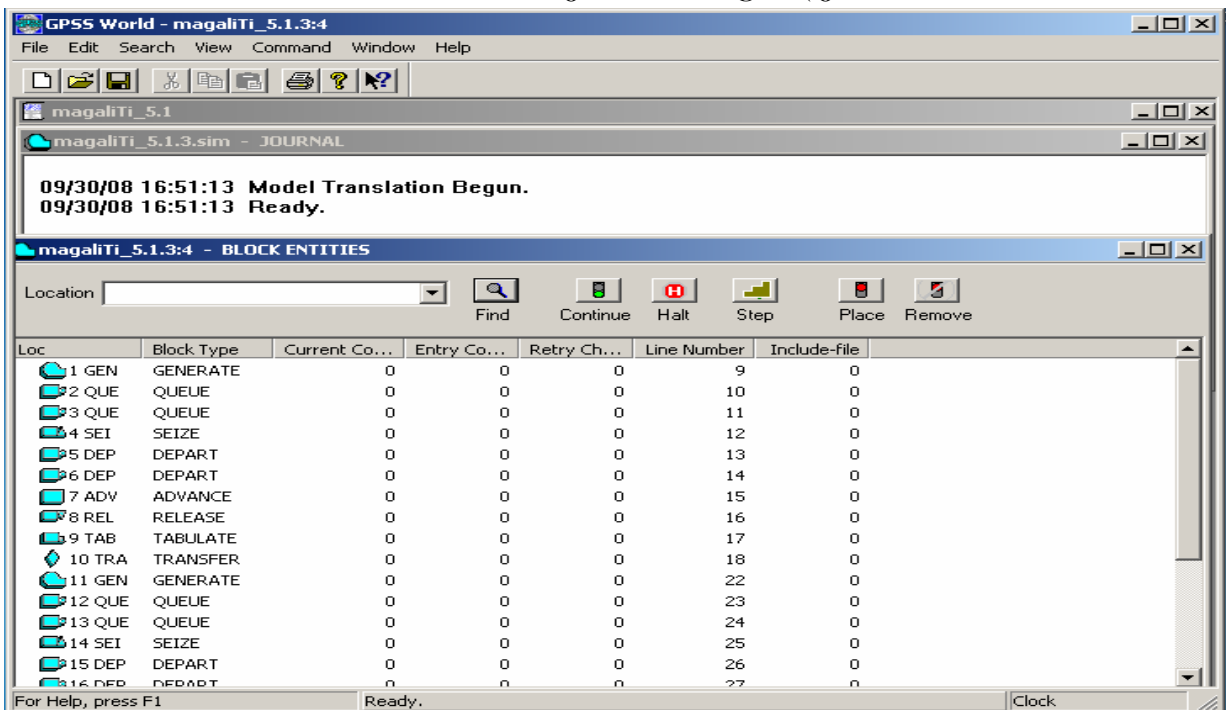 GPSS World - magaliTi_5.1.3:4
File Edit Search View Command Window Help
magaliTi_5.1
magaliTi_5.1.3.sim - JOURNAL
09/30/08 16:51:13 Model Translation Begun.
09/30/08 16:51:13 Ready.
magaliTi_5.1.3:4 - BLOCK ENTITIES
Location
Find Continue Halt Step Place Remove
Loc Block Type Current Co... Entry Co... Retry Ch... Line Number Include-file
1 GEN GENERATE 0 0 0 9 0
2 QUE QUEUE 0 0 0 10 0
3 QUE QUEUE 0 0 0 11 0
4 SEI SEIZE 0 0 0 12 0
5 DEP DEPART 0 0 0 13 0
6 DEP DEPART 0 0 0 14 0
7 ADV ADVANCE 0 0 0 15 0
8 REL RELEASE 0 0 0 16 0
9 TAB TABULATE 0 0 0 17 0
10 TRA TRANSFER 0 0 0 18 0
11 GEN GENERATE 0 0 0 22 0
12 QUE QUEUE 0 0 0 23 0
13 QUE QUEUE 0 0 0 24 0
14 SEI SEIZE 0 0 0 25 0
15 DEP DEPART 0 0 0 26 0
16 DEP DEPART 0 0 0 27 0
For Help, press F1 Ready. Clock